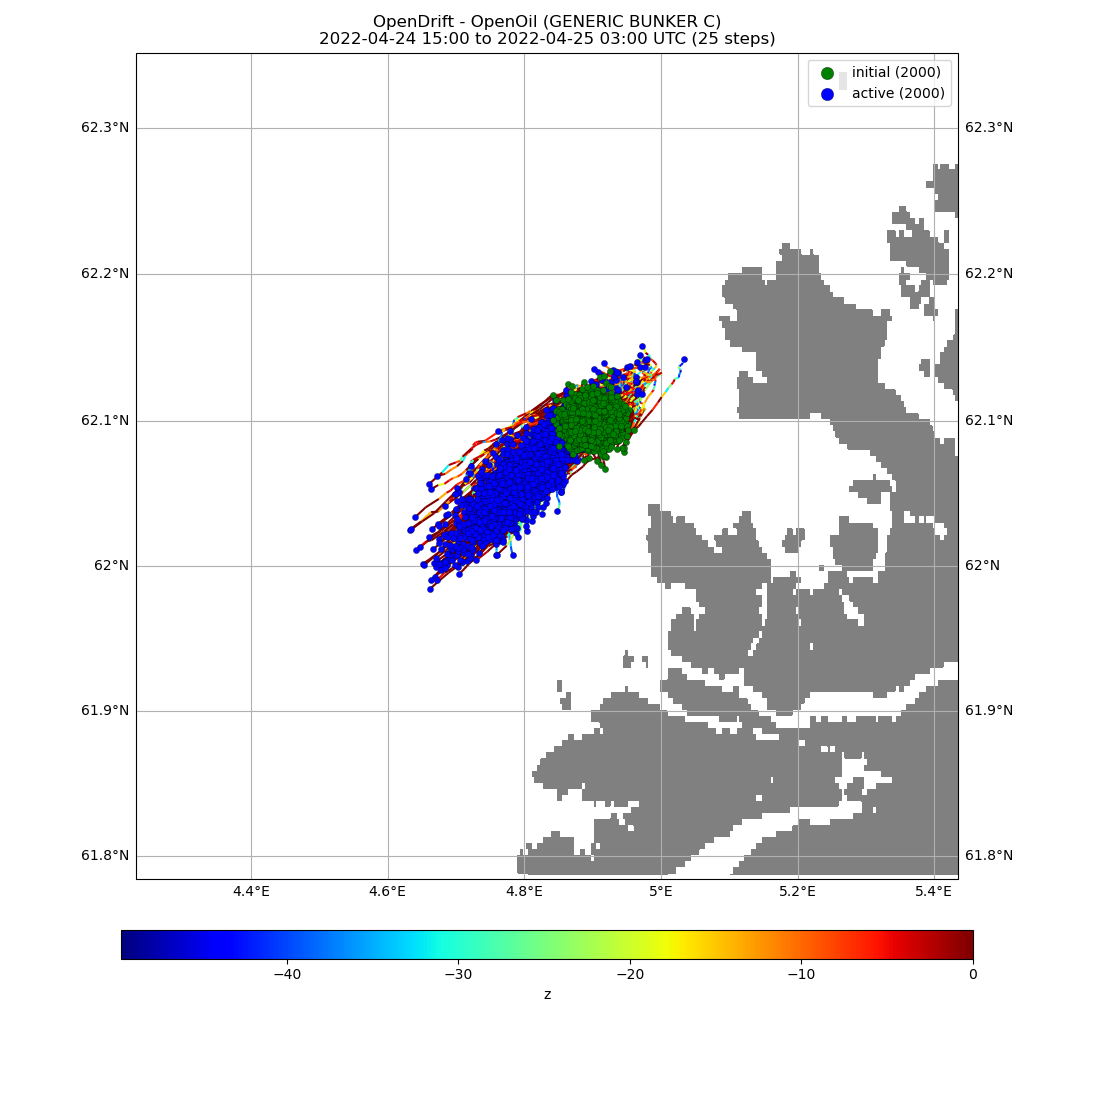 OpenDrift - OpenOil (GENERIC BUNKER C)
2022-04-24 15:00 to 2022-04-25 03:00 UTC (25 steps)
initial (2000)
active (2000)
62.3°N 62.3°N
62.2°N 62.2°N
62.1°N 62.1°N
62°N 62°N
61.9°N 61.9°N
61.8°N 61.8°N
4.4°E 4.6°E 4.8°E 5°E 5.2°E 5.4°E
−40 −30 −20 −10 0
z